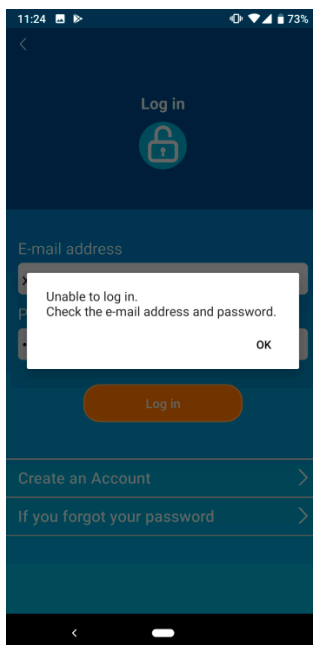 11:24
73%
Log in
E-mail address
Unable to log in.
Check the e-mail address and password.
OK
Log in
Create an Account
If you forgot your password